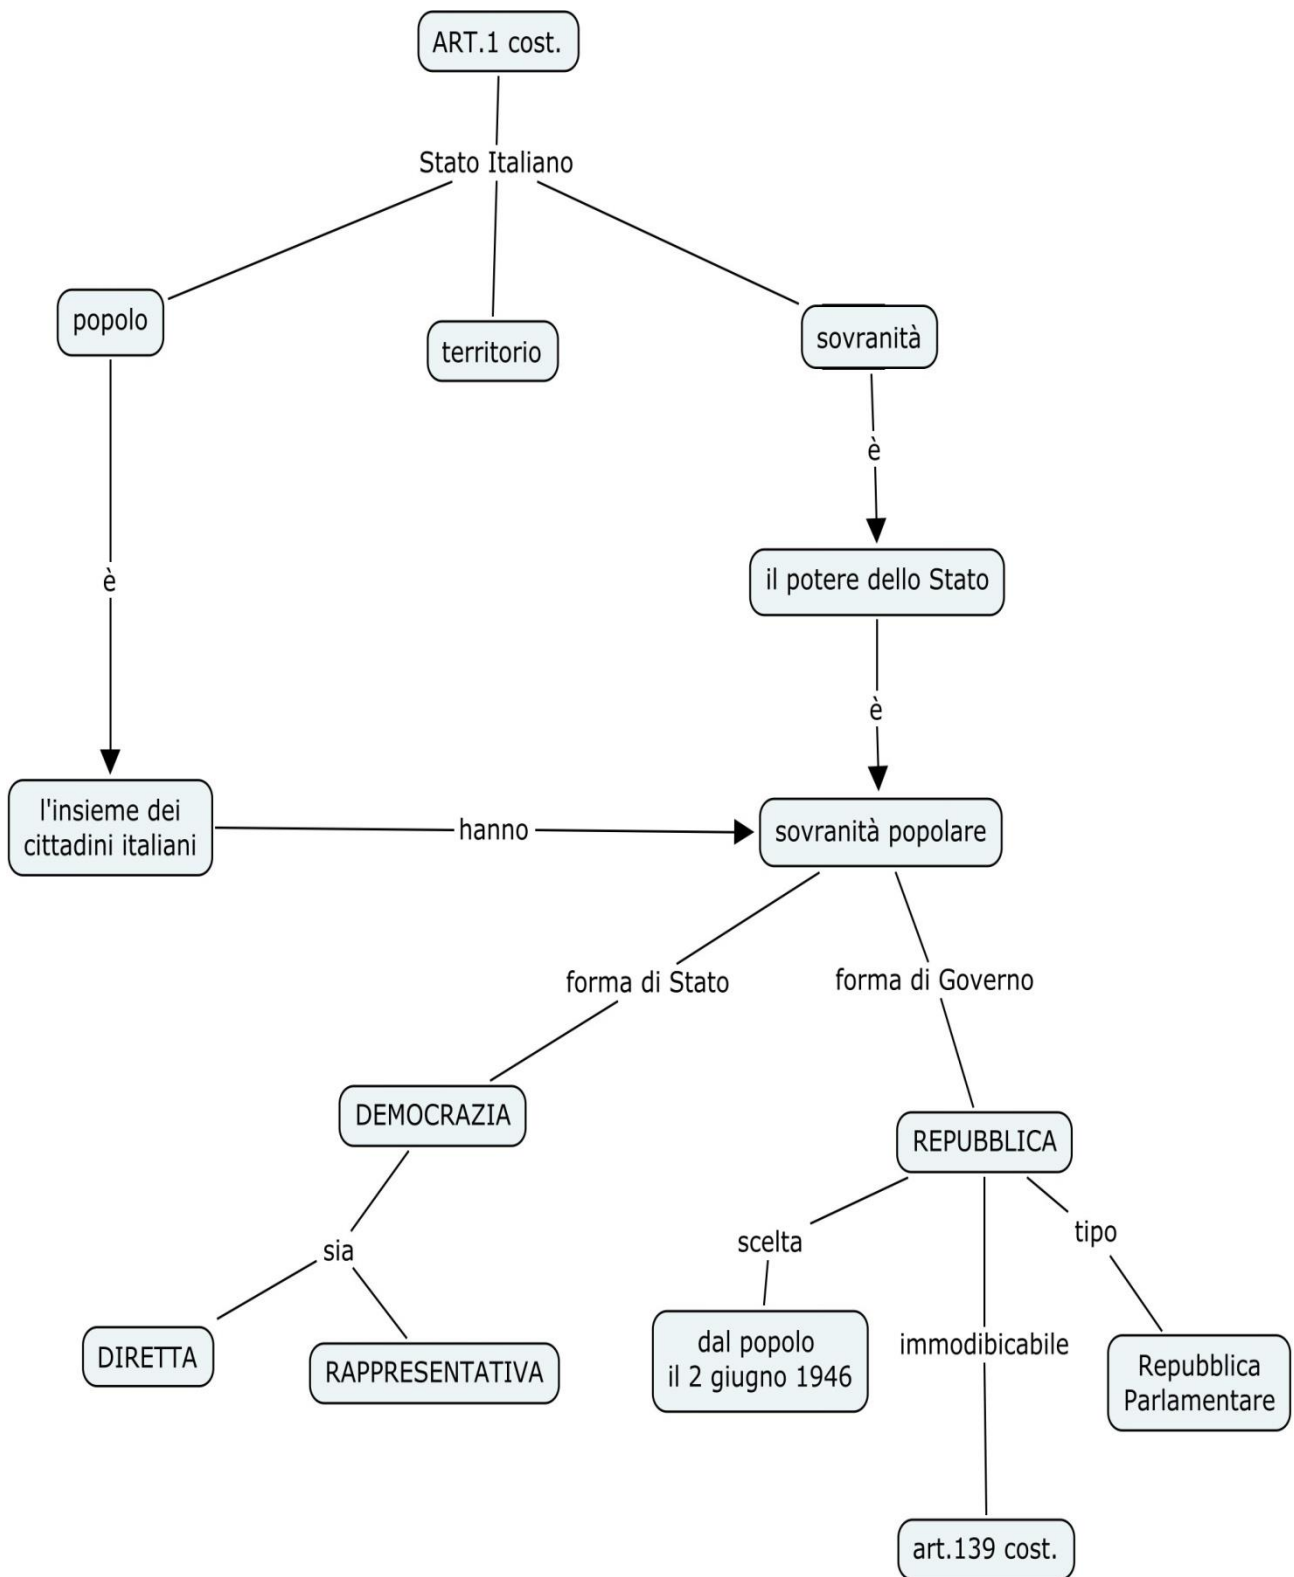 ART.1 cost.
Stato Italiano
popolo
territorio
sovranità
è
è
il potere dello Stato
è
l'insieme dei
cittadini italiani
hanno
sovranità popolare
forma di Stato
forma di Governo
DEMOCRAZIA
REPUBBLICA
sia
scelta
tipo
DIRETTA
RAPPRESENTATIVA
dal popolo
il 2 giugno 1946
immodibicabile
Repubblica
Parlamentare
art.139 cost.